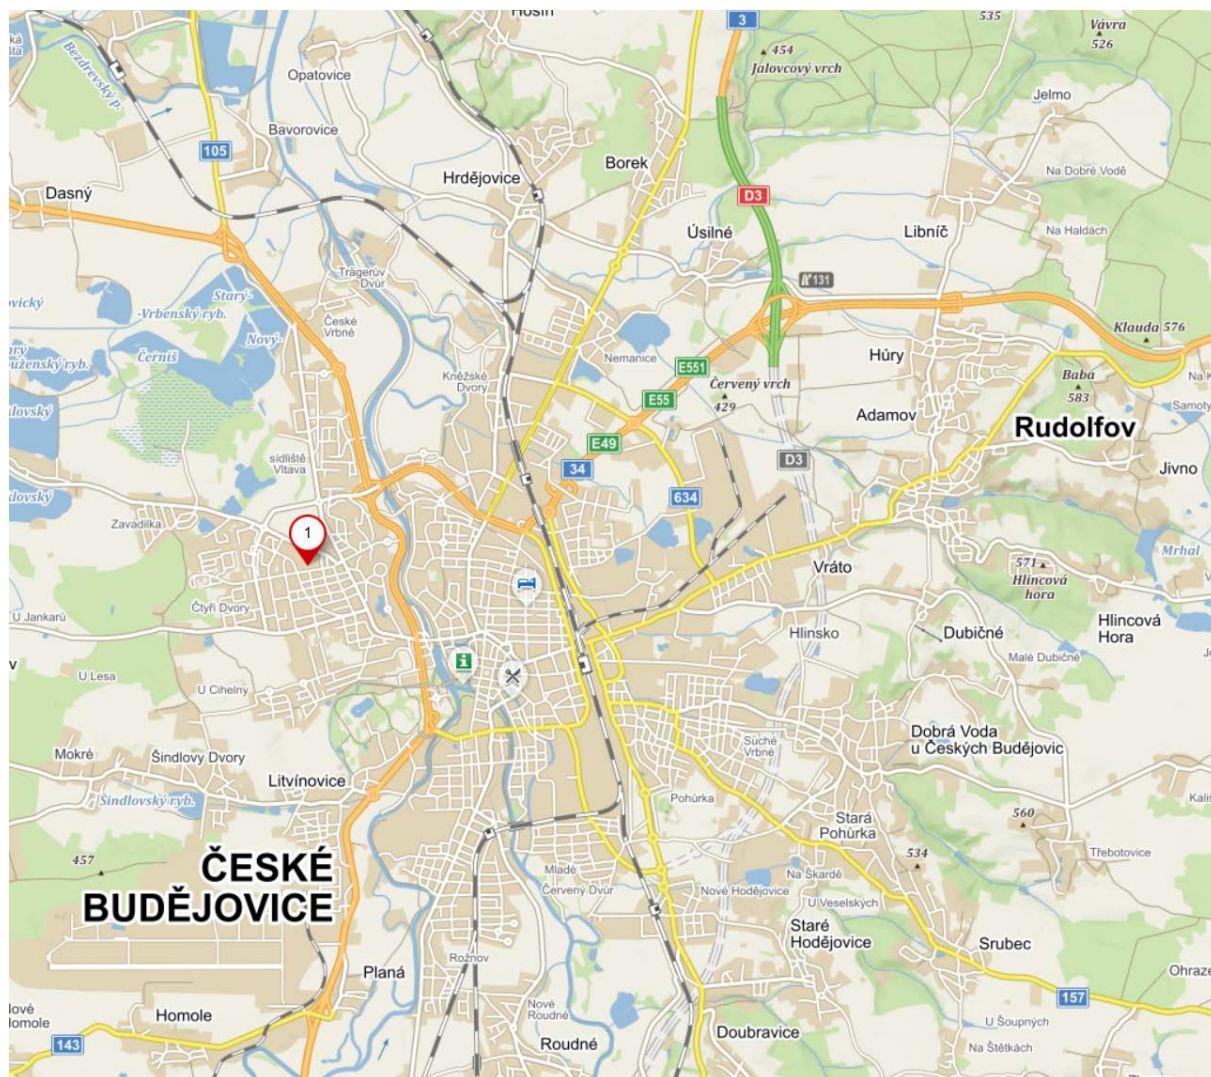 Hosín
535
Vávra
526
3
454
Jalovcový vrch
Bezdrevský p.
Opatovice
Jelmo
Bavorovice
105
Borek
Hrdějovice
Na Dobré Vodě
Dasný
D3
Úsilné
Libníč
Na Haldách
Trägerův
Dvůr
131
Starý-
-Vrbenský ryb.
Nový-
České
Vrbné
Černiš
Klauda 576
Nemanice
Hůry
E551
Kněžské
Dvory
Červený vrch
429
Baba
583
E55
Adamov
Rudolfov
E49
sídliště
Vltava
34
D3
Jivno
634
Zavadilka
1
Mrhal
571
Hlincová
hora
Vráto
Čtyři Dvory
U Jankarů
Hlincová
Hora
Hlinsko
Dubičné
Malé Dubičné
i
U Lesa
U Cihelny
Dobrá Voda
u Českých Budějovic
Suché
Vrbné
Mokré
Šindlovy Dvory
Litvínovice
Šindlovský ryb.
Pohůrka
Stará
Pohůrka
560
457
534
Třebotovice
ČESKÉ
BUDĚJOVICE
Mladé
Červený Dvůr
Na Škardě
Nové Hodějovice
U Veselských
Staré
Hodějovice
Srubec
Rožnov
Planá
157
Nové
Roudné
Homole
U Šoupných
143
Roudné
Doubravice
Na Štětkách